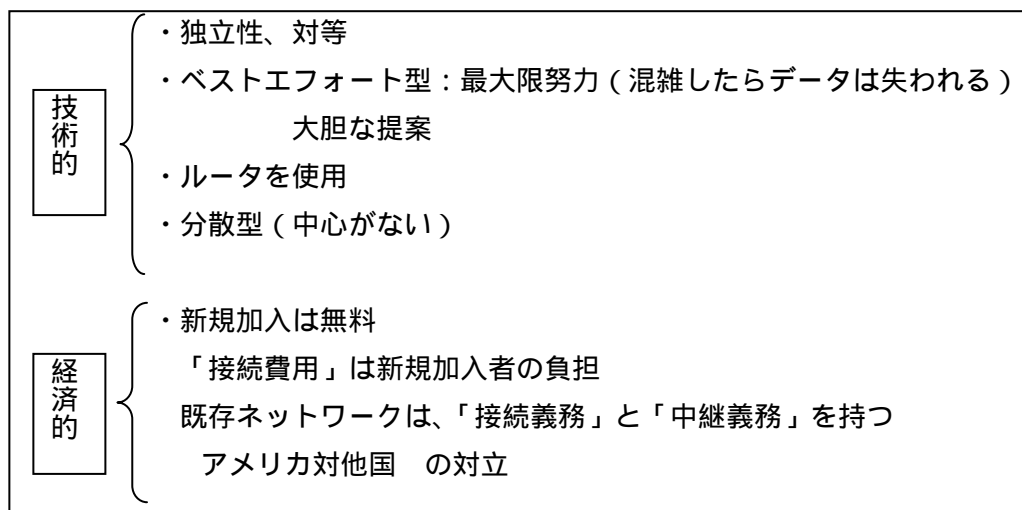 技術的
・独立性、対等
・ベストエフォート型：最大限努力（混雑したらデータは失われる）
大胆な提案
・ルータを使用
・分散型（中心がない）
経済的
・新規加入は無料
「接続費用」は新規加入者の負担
既存ネットワークは、「接続義務」と「中継義務」を持つ
アメリカ対他国　の対立